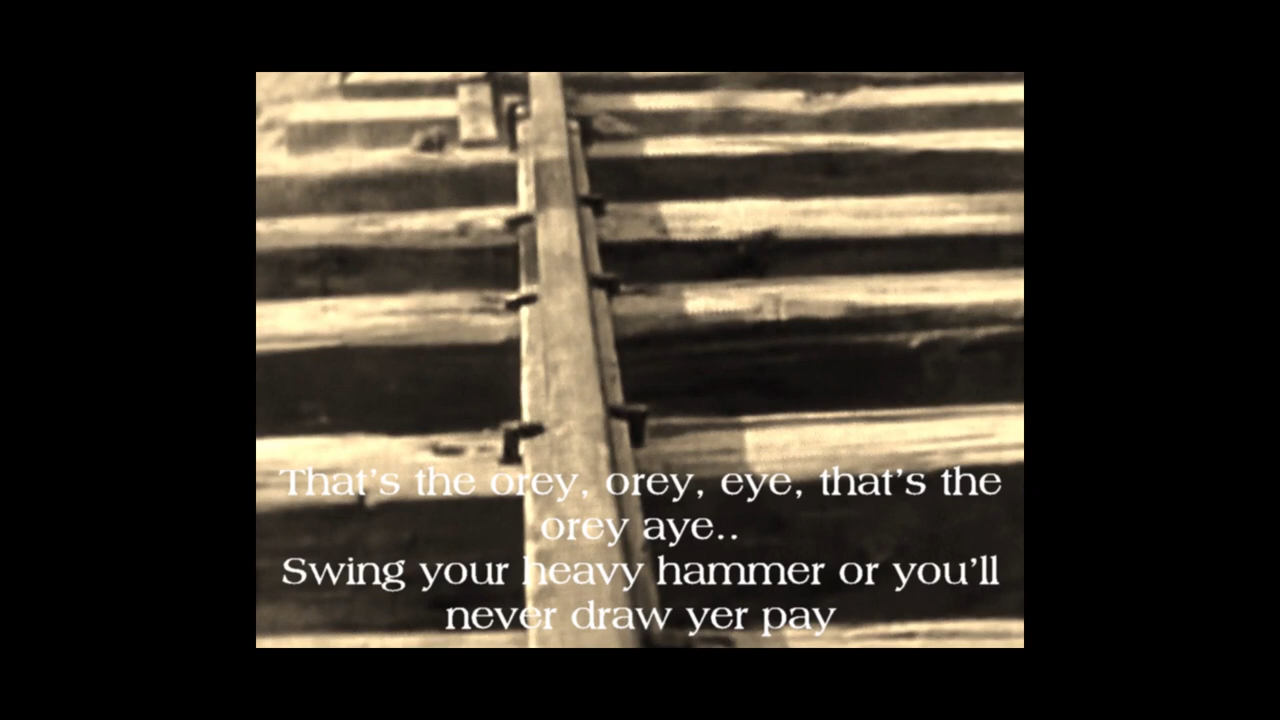 That's the orey, orey, eye, that's the
orey aye..
Swing your heavy hammer or you'll
never draw yer pay